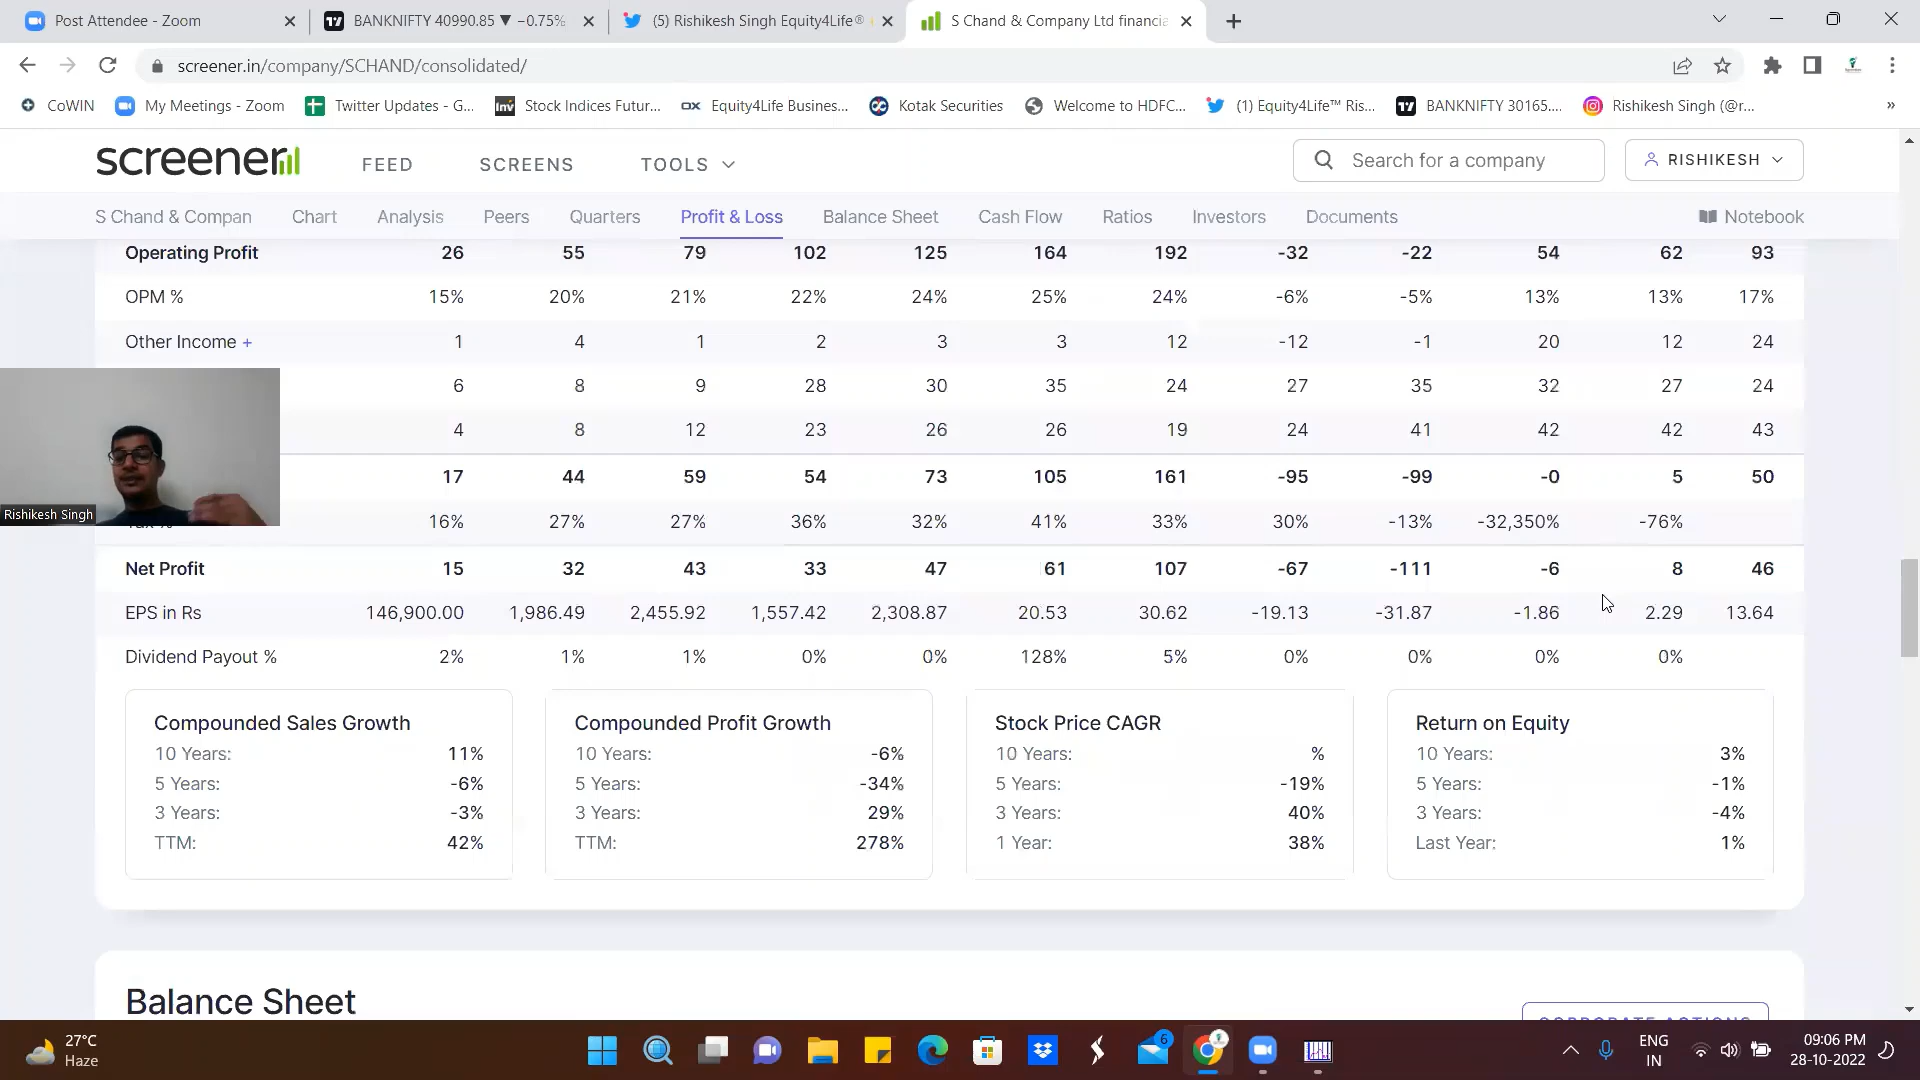 Post Attendee - Zoom
BANKNIFTY 40990.85 ▼ −0.75%
(5) Rishikesh Singh Equity4Life®
S Chand & Company Ltd financia
screener.in/company/SCHAND/consolidated/
CoWIN
My Meetings - Zoom
Twitter Updates - G...
Stock Indices Futur...
Equity4Life Busines...
Kotak Securities
Welcome to HDFC...
(1) Equity4Life™ Ris...
BANKNIFTY 30165....
Rishikesh Singh (@r...
»
screener
FEED
SCREENS
TOOLS
Search for a company
RISHIKESH
S Chand & Compan
Chart
Analysis
Peers
Quarters
Profit & Loss
Balance Sheet
Cash Flow
Ratios
Investors
Documents
Notebook
Operating Profit 26 55 79 102 125 164 192 -32 -22 54 62 93
OPM % 15% 20% 21% 22% 24% 25% 24% -6% -5% 13% 13% 17%
Other Income + 1 4 1 2 3 3 12 -12 -1 20 12 24
6 8 9 28 30 35 24 27 35 32 27 24
4 8 12 23 26 26 19 24 41 42 42 43
17 44 59 54 73 105 161 -95 -99 -0 5 50
Rishikesh Singh
16% 27% 27% 36% 32% 41% 33% 30% -13% -32,350% -76%
Net Profit 15 32 43 33 47 61 107 -67 -111 -6 8 46
EPS in Rs 146,900.00 1,986.49 2,455.92 1,557.42 2,308.87 20.53 30.62 -19.13 -31.87 -1.86 2.29 13.64
Dividend Payout % 2% 1% 1% 0% 0% 128% 5% 0% 0% 0% 0%
Compounded Sales Growth
10 Years: 11%
5 Years: -6%
3 Years: -3%
TTM: 42%
Compounded Profit Growth
10 Years: -6%
5 Years: -34%
3 Years: 29%
TTM: 278%
Stock Price CAGR
10 Years: %
5 Years: -19%
3 Years: 40%
1 Year: 38%
Return on Equity
10 Years: 3%
5 Years: -1%
3 Years: -4%
Last Year: 1%
Balance Sheet
CORPORATE ACTIONS
27°C
Haze
6
ENG
IN
09:06 PM
28-10-2022